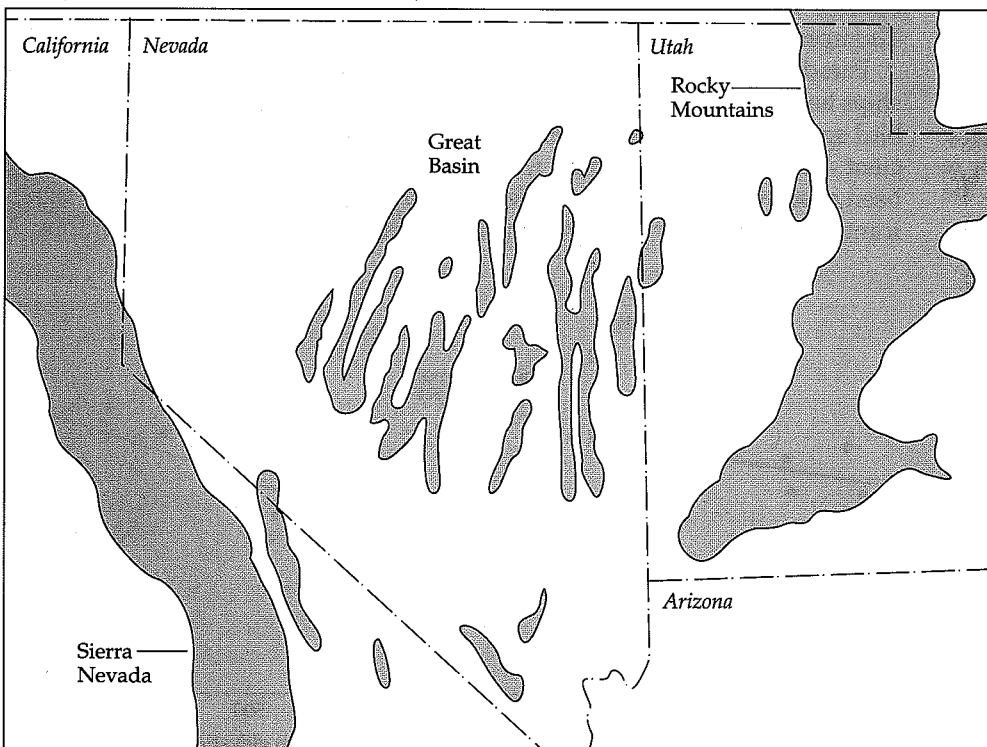 California
Nevada
Utah
Rocky
Mountains
Great
Basin
Arizona
Sierra
Nevada